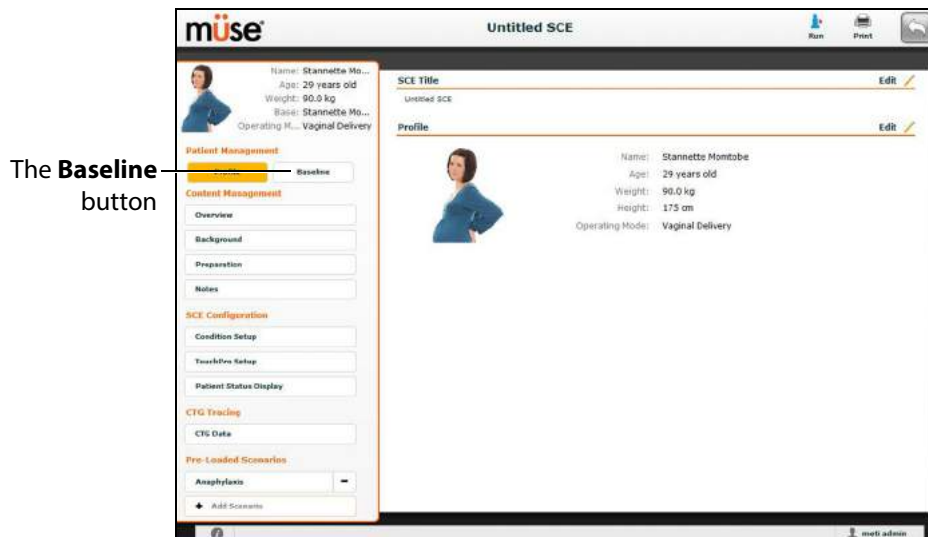 müse
Untitled SCE
Run
Print
Name: Stannette Mo...
Age: 29 years old
Weight: 90.0 kg
Base: Stannette Mo...
Operating M... Vaginal Delivery
Patient Management
Profile
Baseline
Content Management
Overview
Background
Preparation
Notes
SCE Configuration
Condition Setup
TouchPro Setup
Patient Status Display
CTG Tracing
CTG Data
Pre-Loaded Scenarios
Anaphylaxis
Add Scenario
SCE Title
Edit
Untitled SCE
Profile
Edit
Name: Stannette Momtobe
Age: 29 years old
Weight: 90.0 kg
Height: 175 cm
Operating Mode: Vaginal Delivery
meti admin
The Baseline
button